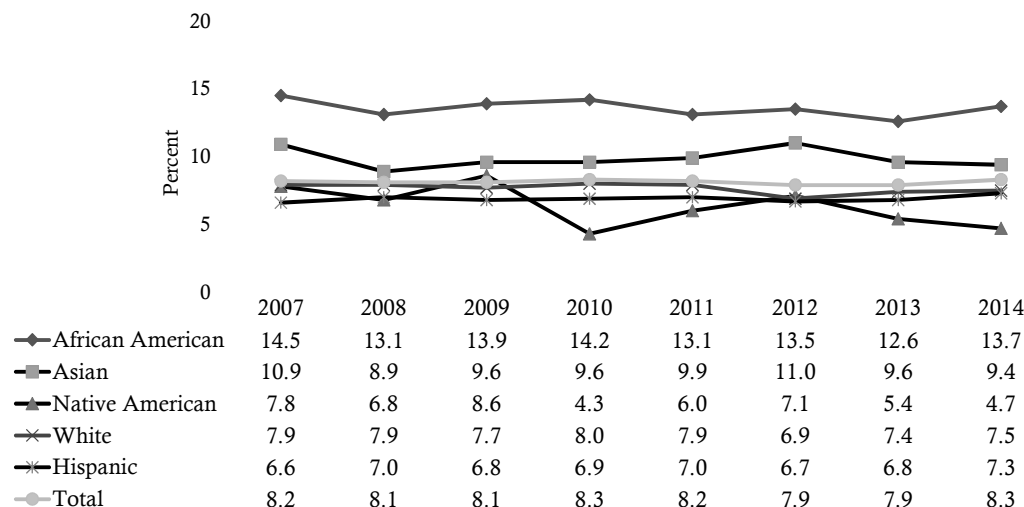 20
15
10
5
0
Percent
2007 2008 2009 2010 2011 2012 2013 2014
African American 14.5 13.1 13.9 14.2 13.1 13.5 12.6 13.7
Asian 10.9 8.9 9.6 9.6 9.9 11.0 9.6 9.4
Native American 7.8 6.8 8.6 4.3 6.0 7.1 5.4 4.7
White 7.9 7.9 7.7 8.0 7.9 6.9 7.4 7.5
Hispanic 6.6 7.0 6.8 6.9 7.0 6.7 6.8 7.3
Total 8.2 8.1 8.1 8.3 8.2 7.9 7.9 8.3